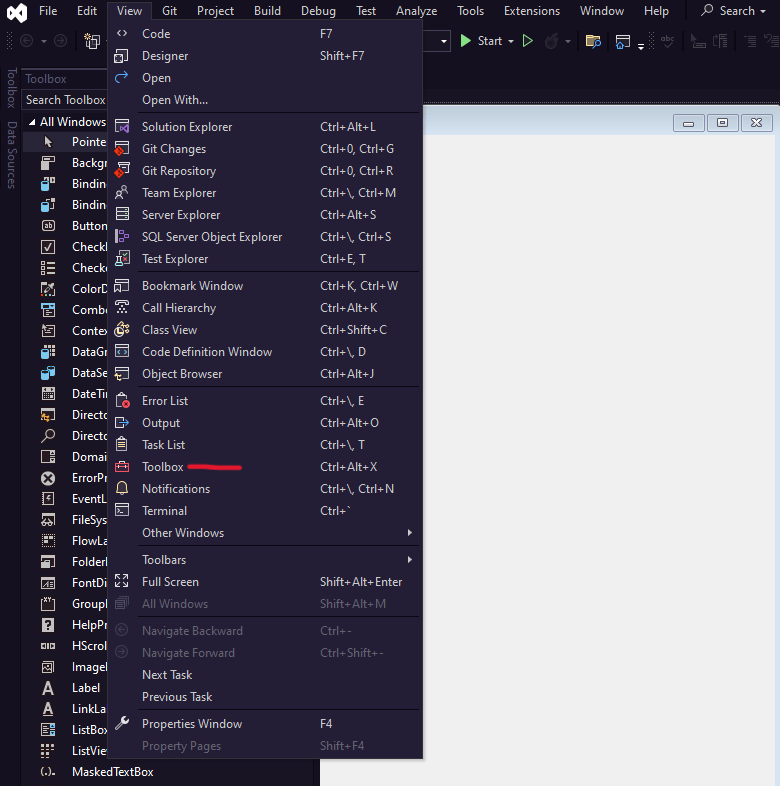 File Edit View Git Project Build Debug Test Analyze Tools Extensions Window Help Search
Start
Toolbox
Data Sources
Toolbox
Search Toolbox
All Windows
Pointe
Backgr
Bindin
Bindin
Button
Checkb
Checke
ColorD
Combo
Contex
DataGr
DataSe
DateTin
Directo
Directo
Domai
ErrorPr
EventL
FileSys
FlowLa
FolderB
FontDi
GroupB
HelpPr
HScrol
ImageL
Label
LinkLa
ListBox
ListView
MaskedTextBox
Code F7
Designer Shift+F7
Open
Open With...
Solution Explorer Ctrl+Alt+L
Git Changes Ctrl+0, Ctrl+G
Git Repository Ctrl+0, Ctrl+R
Team Explorer Ctrl+\, Ctrl+M
Server Explorer Ctrl+Alt+S
SQL Server Object Explorer Ctrl+\, Ctrl+S
Test Explorer Ctrl+E, T
Bookmark Window Ctrl+K, Ctrl+W
Call Hierarchy Ctrl+Alt+K
Class View Ctrl+Shift+C
Code Definition Window Ctrl+\, D
Object Browser Ctrl+Alt+J
Error List Ctrl+\, E
Output Ctrl+Alt+O
Task List Ctrl+\, T
Toolbox Ctrl+Alt+X
Notifications Ctrl+\, Ctrl+N
Terminal Ctrl+`
Other Windows
Toolbars
Full Screen Shift+Alt+Enter
All Windows Shift+Alt+M
Navigate Backward Ctrl+-
Navigate Forward Ctrl+Shift+-
Next Task
Previous Task
Properties Window F4
Property Pages Shift+F4